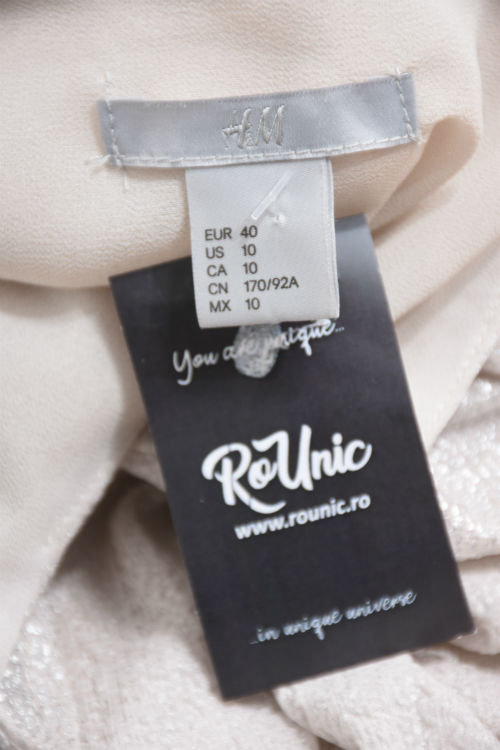 H&M
EUR 40
US 10
CA 10
CN 170/92A
MX 10
You are unique...
RoUnic
www.rounic.ro
...in unique universe